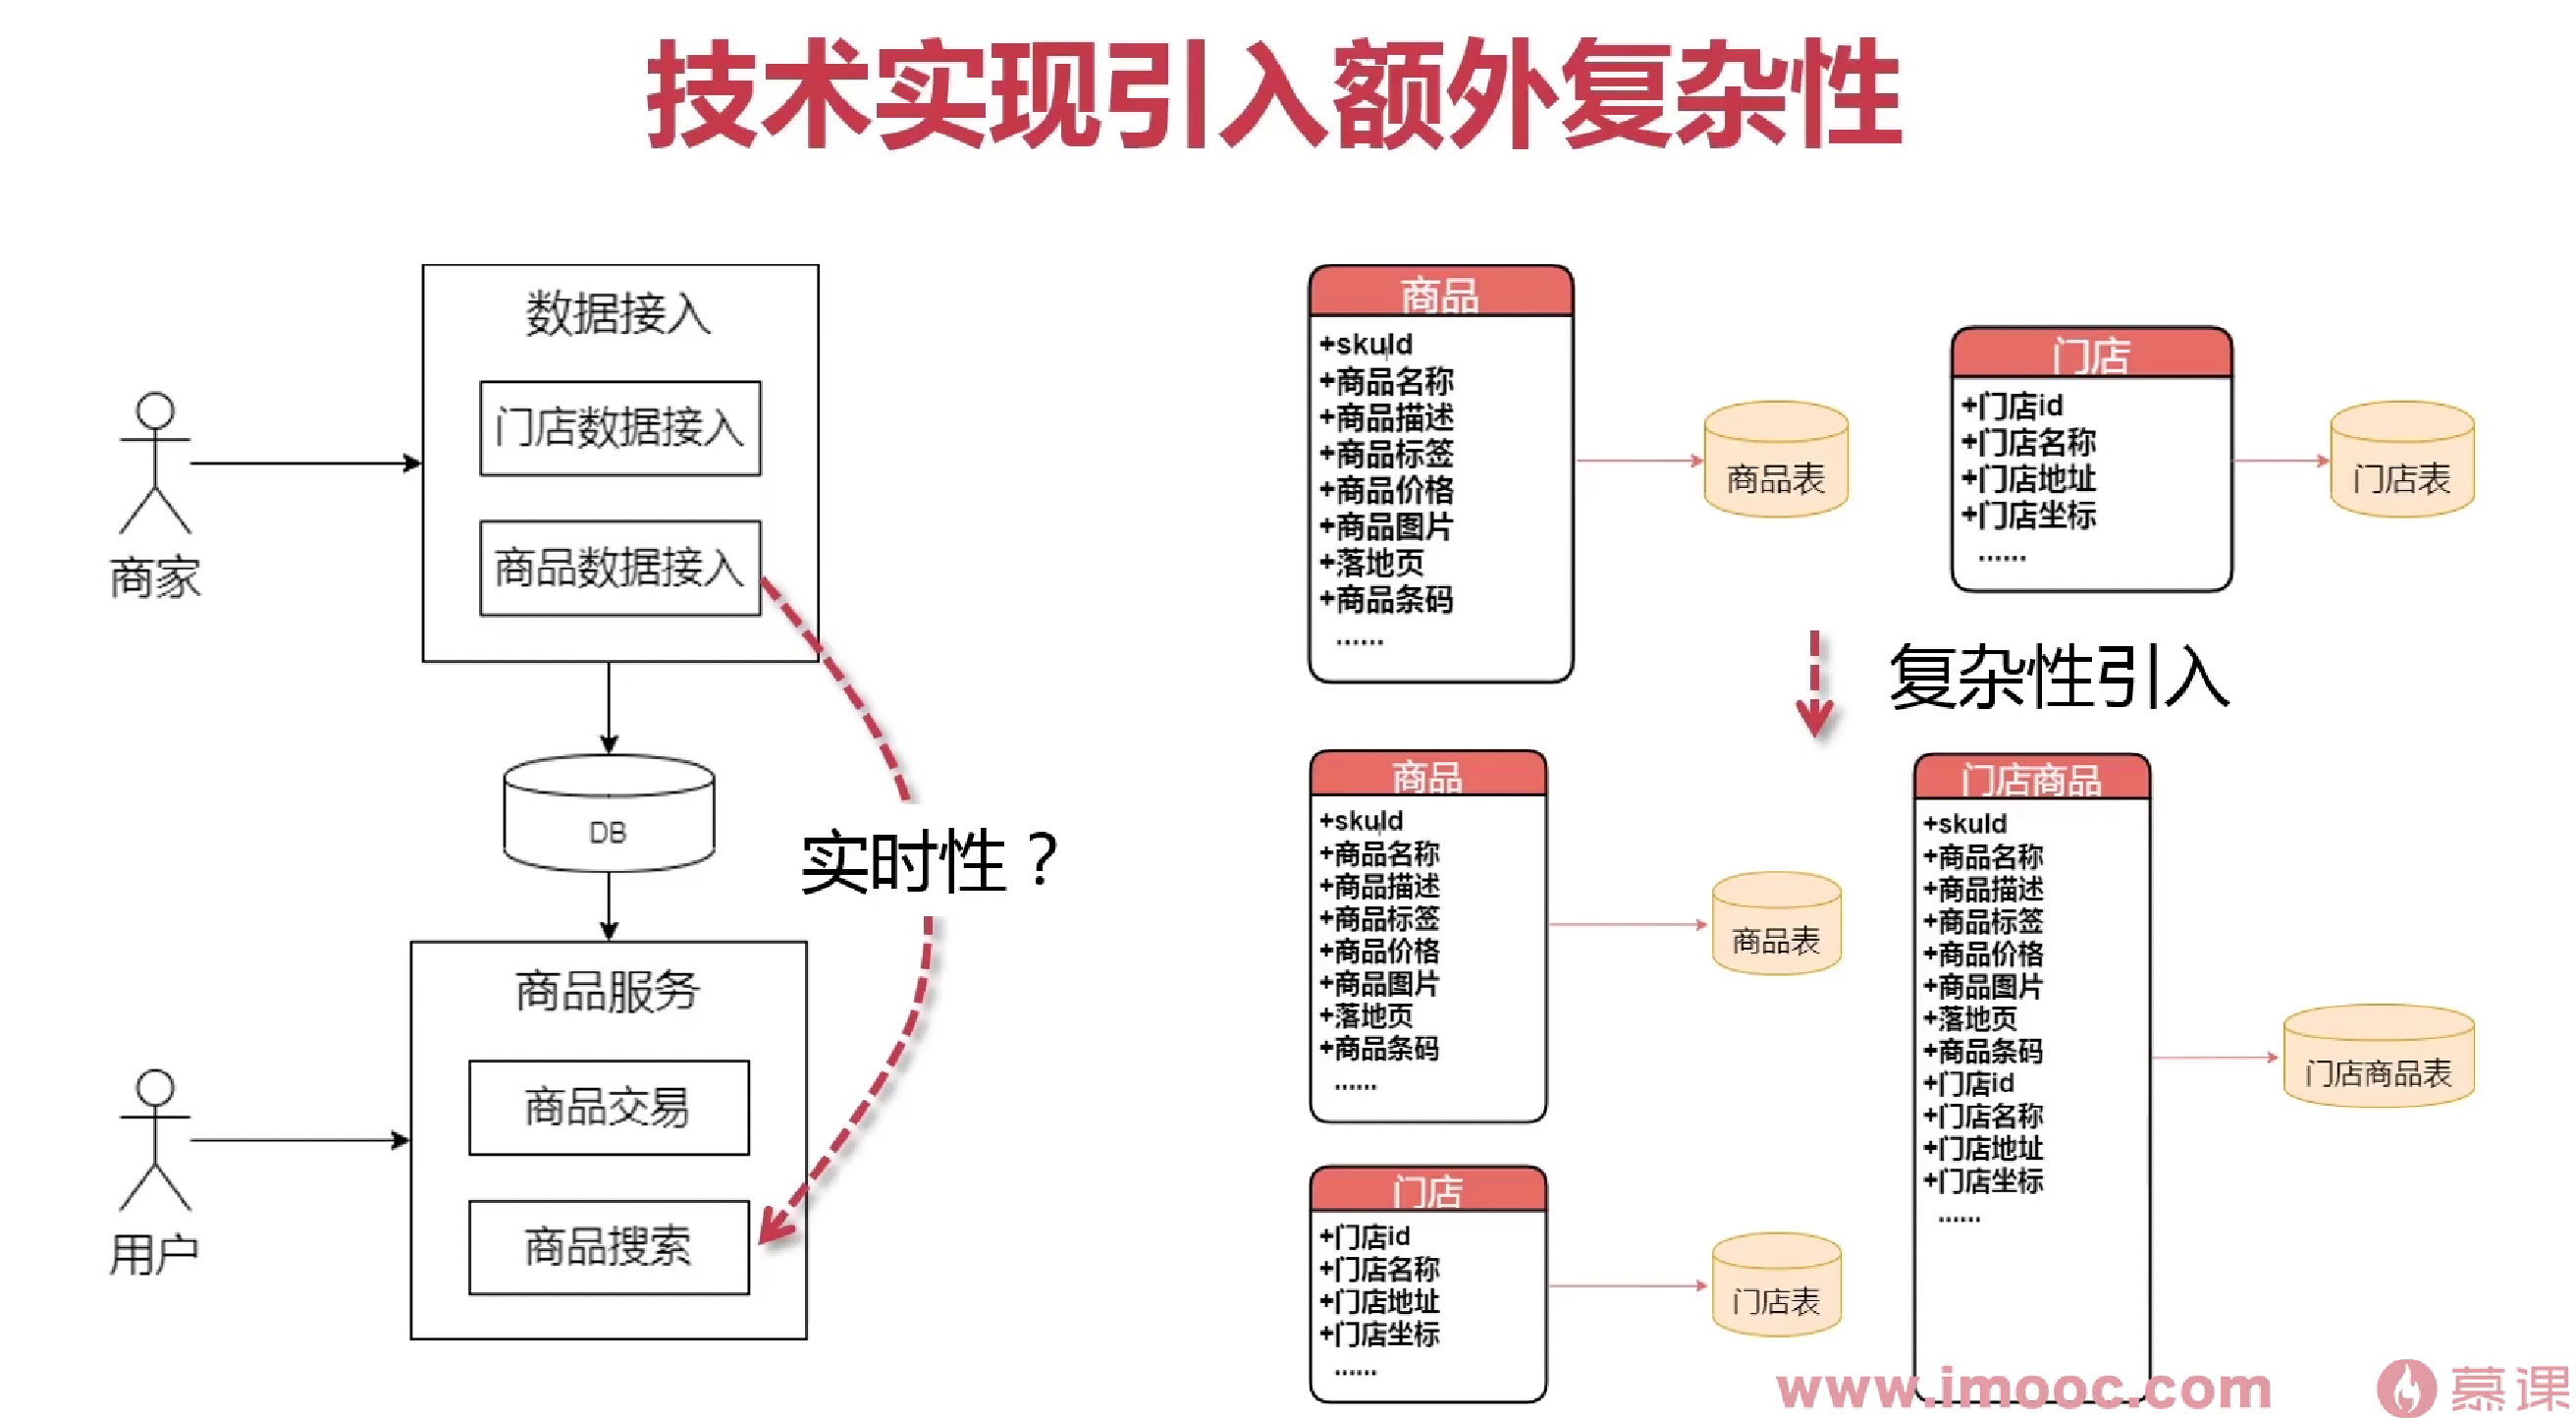 技术实现引入额外复杂性
数据接入
门店数据接入
商品数据接入
商家
DB
实时性？
商品服务
商品交易
商品搜索
用户
商品
+skuId
+商品名称
+商品描述
+商品标签
+商品价格
+商品图片
+落地页
+商品条码
......
商品表
门店
+门店id
+门店名称
+门店地址
+门店坐标
......
门店表
复杂性引入
商品
+skuId
+商品名称
+商品描述
+商品标签
+商品价格
+商品图片
+落地页
+商品条码
......
商品表
门店
+门店id
+门店名称
+门店地址
+门店坐标
......
门店表
门店商品
+skuId
+商品名称
+商品描述
+商品标签
+商品价格
+商品图片
+落地页
+商品条码
+门店id
+门店名称
+门店地址
+门店坐标
......
门店商品表
www.imooc.com
慕课